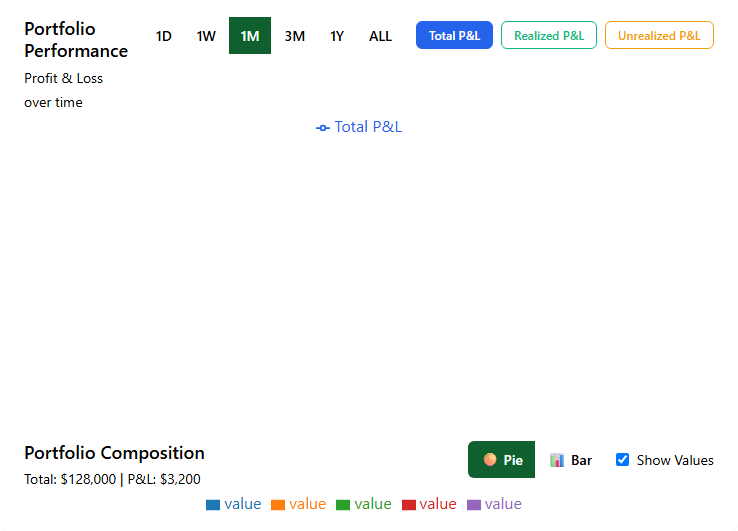 Portfolio
Performance
Profit & Loss
over time
1D 1W 1M 3M 1Y ALL
Total P&L Realized P&L Unrealized P&L
Total P&L
Portfolio Composition
Total: $128,000 | P&L: $3,200
Pie Bar Show Values
value value value value value